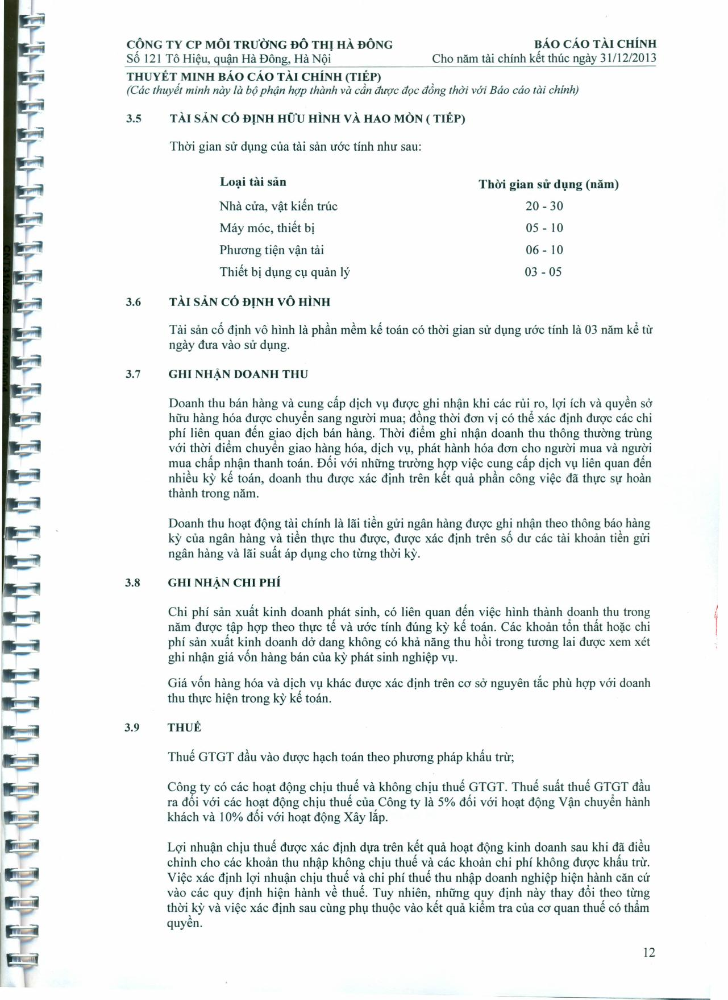 CÔNG TY CP MÔI TRƯỜNG ĐÔ THỊ HÀ ĐÔNG
BÁO CÁO TÀI CHÍNH
Số 121 Tô Hiệu, quận Hà Đông, Hà Nội
Cho năm tài chính kết thúc ngày 31/12/2013
THUYẾT MINH BÁO CÁO TÀI CHÍNH (TIẾP)
(Các thuyết minh này là bộ phận hợp thành và cần được đọc đồng thời với Báo cáo tài chính)
3.5 TÀI SẢN CỐ ĐỊNH HỮU HÌNH VÀ HAO MÒN ( TIẾP)
Thời gian sử dụng của tài sản ước tính như sau:
Loại tài sản Thời gian sử dụng (năm)
Nhà cửa, vật kiến trúc 20 - 30
Máy móc, thiết bị 05 - 10
Phương tiện vận tải 06 - 10
Thiết bị dụng cụ quản lý 03 - 05
3.6 TÀI SẢN CỐ ĐỊNH VÔ HÌNH
Tài sản cố định vô hình là phần mềm kế toán có thời gian sử dụng ước tính là 03 năm kể từ
ngày đưa vào sử dụng.
3.7 GHI NHẬN DOANH THU
Doanh thu bán hàng và cung cấp dịch vụ được ghi nhận khi các rủi ro, lợi ích và quyền sở
hữu hàng hóa được chuyển sang người mua; đồng thời đơn vị có thể xác định được các chi
phí liên quan đến giao dịch bán hàng. Thời điểm ghi nhận doanh thu thông thường trùng
với thời điểm chuyển giao hàng hóa, dịch vụ, phát hành hóa đơn cho người mua và người
mua chấp nhận thanh toán. Đối với những trường hợp việc cung cấp dịch vụ liên quan đến
nhiều kỳ kế toán, doanh thu được xác định trên kết quả phần công việc đã thực sự hoàn
thành trong năm.
Doanh thu hoạt động tài chính là lãi tiền gửi ngân hàng được ghi nhận theo thông báo hàng
kỳ của ngân hàng và tiền thực thu được, được xác định trên số dư các tài khoản tiền gửi
ngân hàng và lãi suất áp dụng cho từng thời kỳ.
3.8 GHI NHẬN CHI PHÍ
Chi phí sản xuất kinh doanh phát sinh, có liên quan đến việc hình thành doanh thu trong
năm được tập hợp theo thực tế và ước tính đúng kỳ kế toán. Các khoản tổn thất hoặc chi
phí sản xuất kinh doanh dở dang không có khả năng thu hồi trong tương lai được xem xét
ghi nhận giá vốn hàng bán của kỳ phát sinh nghiệp vụ.
Giá vốn hàng hóa và dịch vụ khác được xác định trên cơ sở nguyên tắc phù hợp với doanh
thu thực hiện trong kỳ kế toán.
3.9 THUẾ
Thuế GTGT đầu vào được hạch toán theo phương pháp khấu trừ;
Công ty có các hoạt động chịu thuế và không chịu thuế GTGT. Thuế suất thuế GTGT đầu
ra đối với các hoạt động chịu thuế của Công ty là 5% đối với hoạt động Vận chuyển hành
khách và 10% đối với hoạt động Xây lắp.
Lợi nhuận chịu thuế được xác định dựa trên kết quả hoạt động kinh doanh sau khi đã điều
chỉnh cho các khoản thu nhập không chịu thuế và các khoản chi phí không được khấu trừ.
Việc xác định lợi nhuận chịu thuế và chi phí thuế thu nhập doanh nghiệp hiện hành căn cứ
vào các quy định hiện hành về thuế. Tuy nhiên, những quy định này thay đổi theo từng
thời kỳ và việc xác định sau cùng phụ thuộc vào kết quả kiểm tra của cơ quan thuế có thẩm
quyền.
12